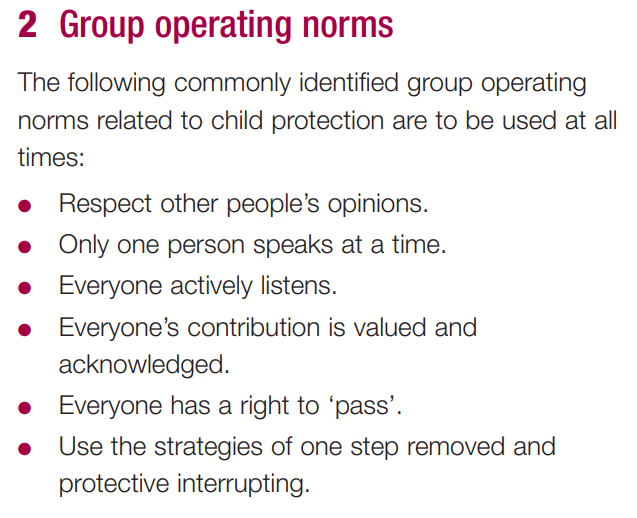 2 Group operating norms
The following commonly identified group operating
norms related to child protection are to be used at all
times:
● Respect other people’s opinions.
● Only one person speaks at a time.
● Everyone actively listens.
● Everyone’s contribution is valued and
acknowledged.
● Everyone has a right to ‘pass’.
● Use the strategies of one step removed and
protective interrupting.